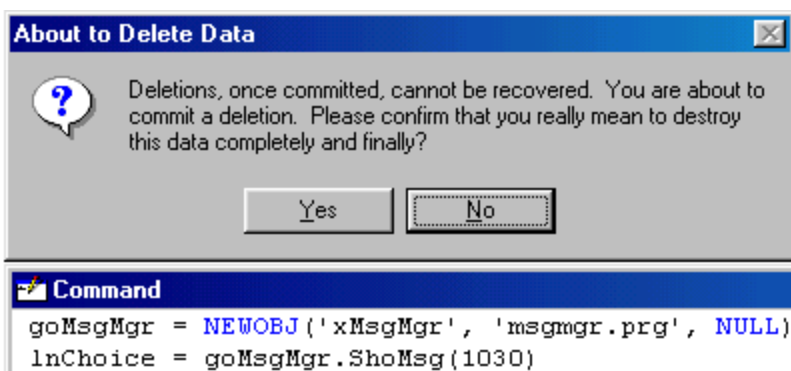 About to Delete Data
Deletions, once committed, cannot be recovered. You are about to
commit a deletion. Please confirm that you really mean to destroy
this data completely and finally?
Yes
No
Command
goMsgMgr = NEWOBJ('xMsgMgr', 'msgmgr.prg', NULL)
lnChoice = goMsgMgr.ShoMsg(1030)